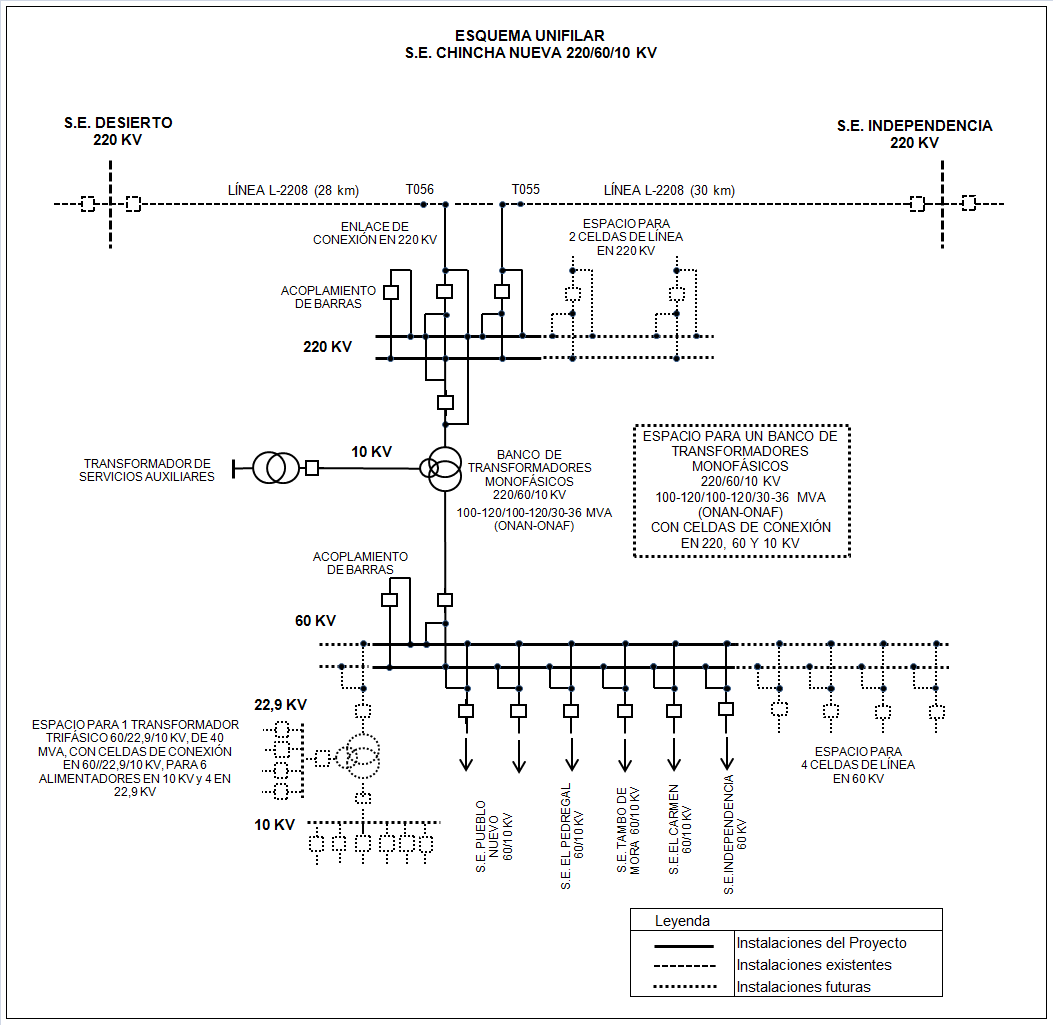 ESQUEMA UNIFILAR
S.E. CHINCHA NUEVA 220/60/10 KV
S.E. DESIERTO
220 KV
S.E. INDEPENDENCIA
220 KV
LÍNEA L-2208 (28 km)
T056
T055
LÍNEA L-2208 (30 km)
ENLACE DE
CONEXIÓN EN 220 KV
ESPACIO PARA
2 CELDAS DE LÍNEA
EN 220 KV
ACOPLAMIENTO
DE BARRAS
220 KV
TRANSFORMADOR DE
SERVICIOS AUXILIARES
10 KV
BANCO DE
TRANSFORMADORES
MONOFÁSICOS
220/60/10 KV
100-120/100-120/30-36 MVA
(ONAN-ONAF)
ESPACIO PARA UN BANCO DE
TRANSFORMADORES
MONOFÁSICOS
220/60/10 KV
100-120/100-120/30-36 MVA
(ONAN-ONAF)
CON CELDAS DE CONEXIÓN
EN 220, 60 Y 10 KV
ACOPLAMIENTO
DE BARRAS
60 KV
22,9 KV
ESPACIO PARA 1 TRANSFORMADOR
TRIFÁSICO 60/22,9/10 KV, DE 40
MVA, CON CELDAS DE CONEXIÓN
EN 60//22,9/10 KV, PARA 6
ALIMENTADORES EN 10 KV y 4 EN
22,9 KV
10 KV
S.E. PUEBLO
NUEVO
60/10 KV
S.E. EL PEDREGAL
60/10 KV
S.E. TAMBO DE
MORA 60/10 KV
S.E.EL CARMEN
60/10 KV
S.E.INDEPENDENCIA
60 KV
ESPACIO PARA
4 CELDAS DE LÍNEA
EN 60 KV
Leyenda
Instalaciones del Proyecto
Instalaciones existentes
Instalaciones futuras